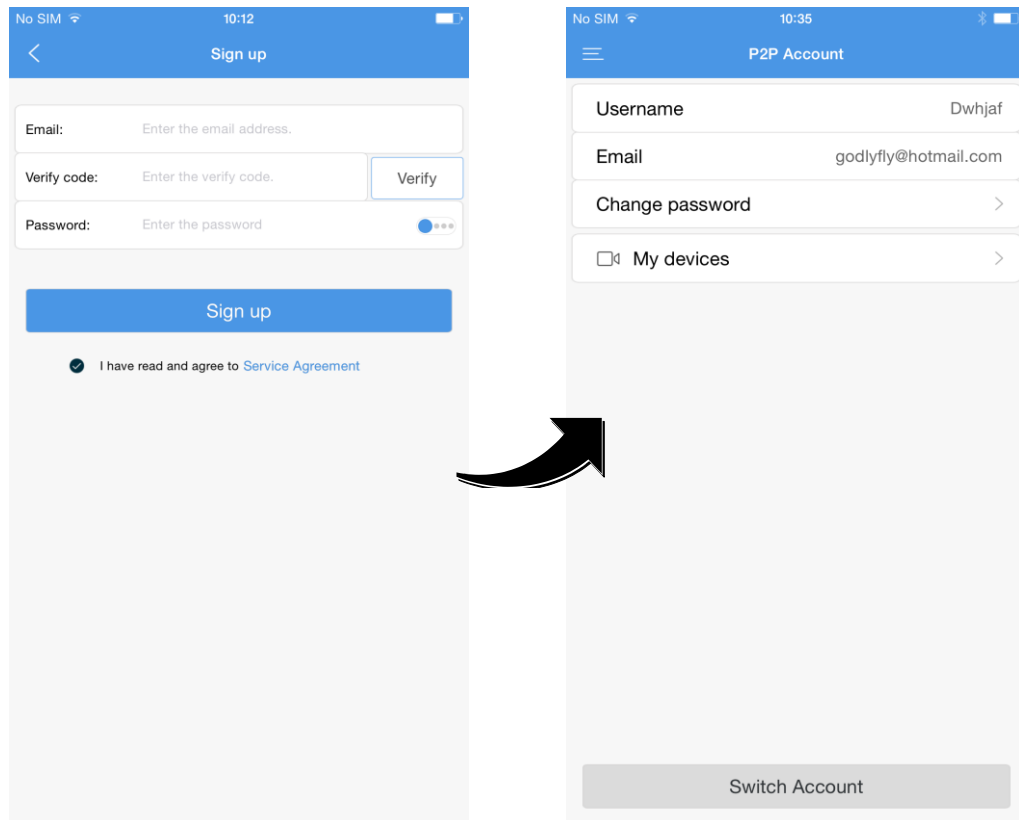 No SIM 10:12
Sign up
Email: Enter the email address.
Verify code: Enter the verify code. Verify
Password: Enter the password
Sign up
I have read and agree to Service Agreement
No SIM 10:35
P2P Account
Username Dwhjaf
Email godlyfly@hotmail.com
Change password
My devices
Switch Account